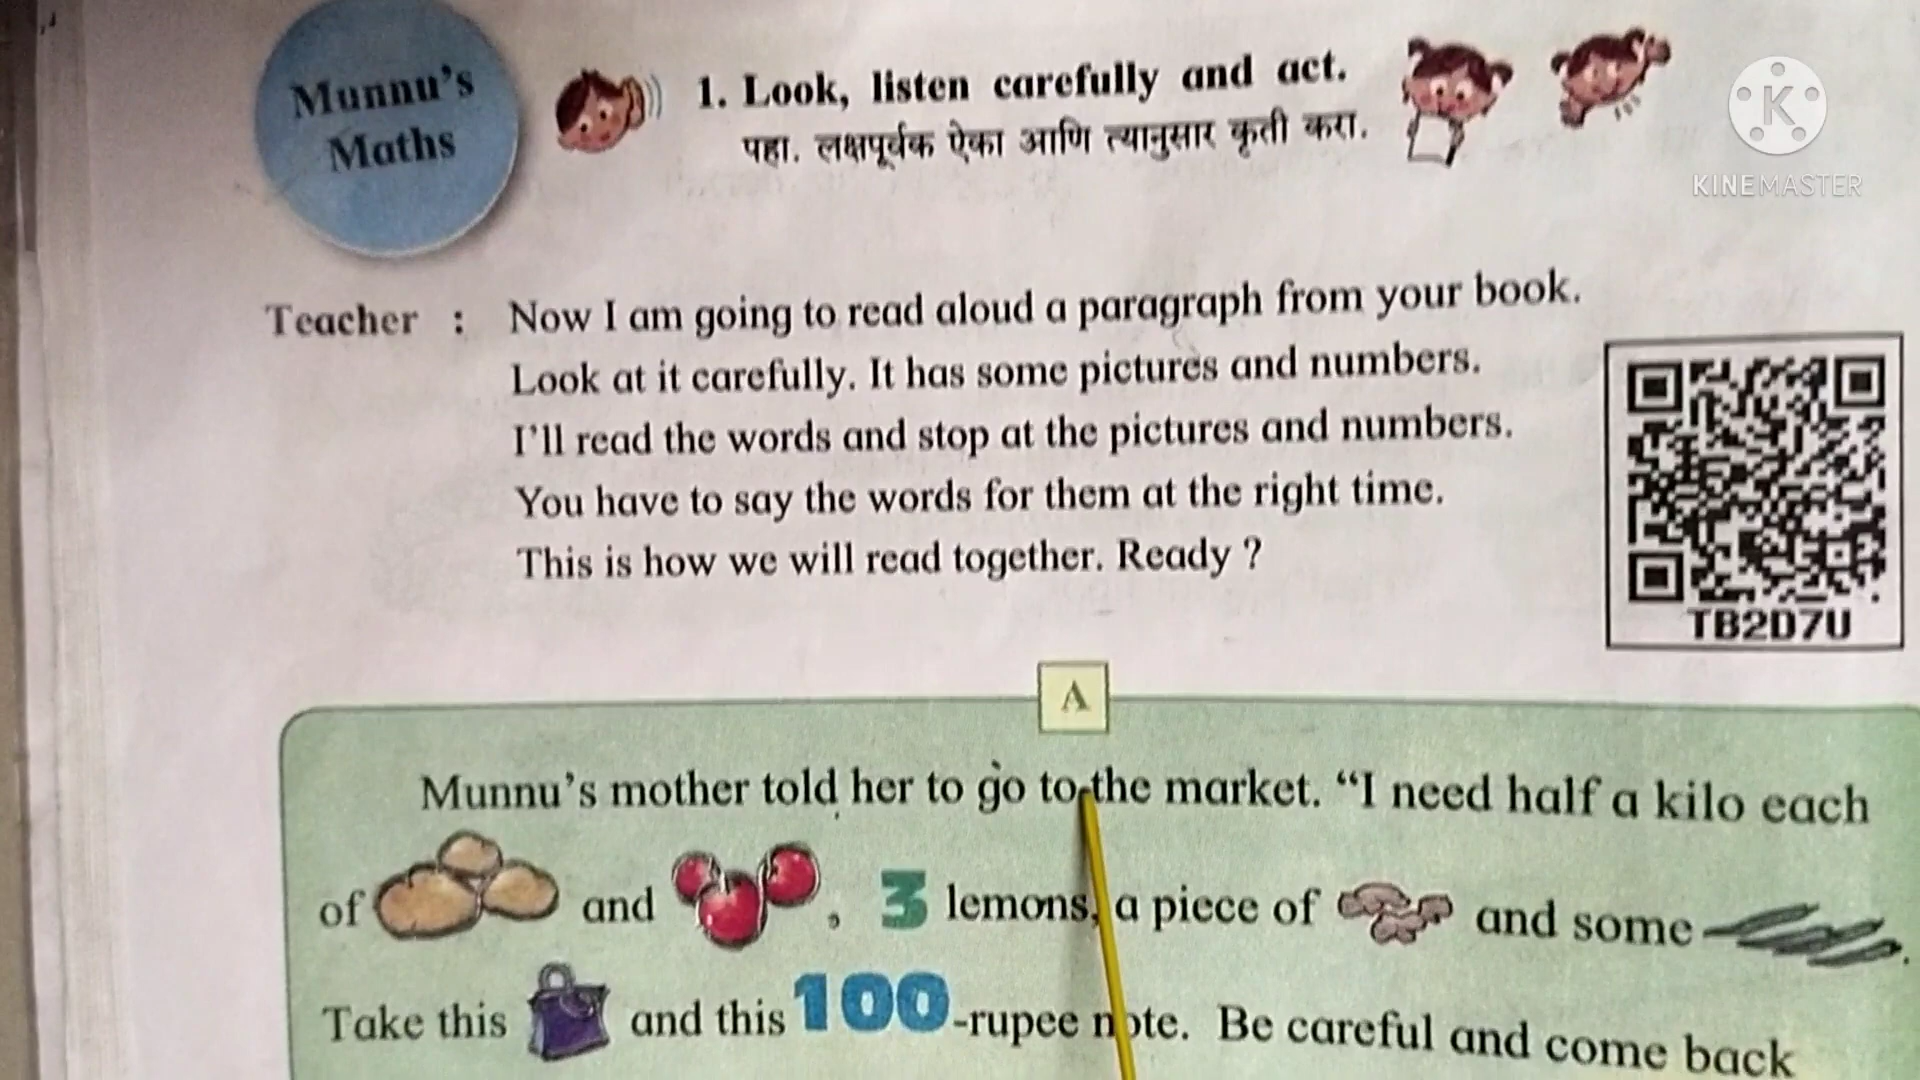 Munnu's
Maths
1. Look, listen carefully and act.
पहा. लक्षपूर्वक ऐका आणि त्यानुसार कृती करा.
KINEMASTER
Teacher : Now I am going to read aloud a paragraph from your book.
Look at it carefully. It has some pictures and numbers.
I'll read the words and stop at the pictures and numbers.
You have to say the words for them at the right time.
This is how we will read together. Ready ?
TB2D7U
A
Munnu's mother told her to go to the market. “I need half a kilo each
of and , 3 lemons, a piece of and some .
Take this and this 100-rupee note. Be careful and come back